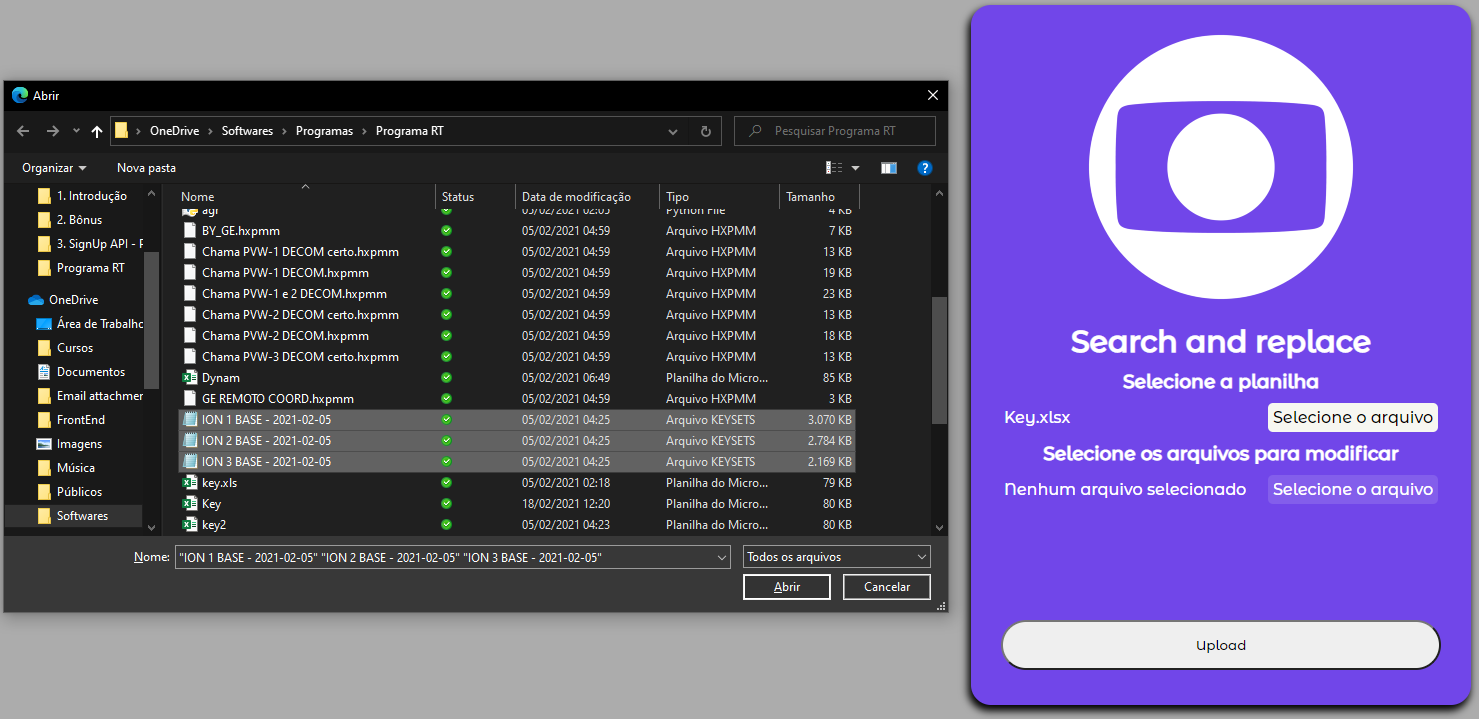 Abrir
OneDrive > Softwares > Programas > Programa RT
Pesquisar Programa RT
Organizar
Nova pasta
?
1. Introdução
2. Bônus
3. SignUp API - F
Programa RT
OneDrive
Área de Trabalho
Cursos
Documentos
Email attachmer
FrontEnd
Imagens
Música
Públicos
Softwares
Nome Status Data de modificação Tipo Tamanho
agr 05/02/2021 02:05 Python File 4 KB
BY_GE.hxpmm 05/02/2021 04:59 Arquivo HXPMM 7 KB
Chama PVW-1 DECOM certo.hxpmm 05/02/2021 04:59 Arquivo HXPMM 13 KB
Chama PVW-1 DECOM.hxpmm 05/02/2021 04:59 Arquivo HXPMM 19 KB
Chama PVW-1 e 2 DECOM.hxpmm 05/02/2021 04:59 Arquivo HXPMM 23 KB
Chama PVW-2 DECOM certo.hxpmm 05/02/2021 04:59 Arquivo HXPMM 13 KB
Chama PVW-2 DECOM.hxpmm 05/02/2021 04:59 Arquivo HXPMM 18 KB
Chama PVW-3 DECOM certo.hxpmm 05/02/2021 04:59 Arquivo HXPMM 13 KB
Dynam 05/02/2021 06:49 Planilha do Micro... 85 KB
GE REMOTO COORD.hxpmm 05/02/2021 04:59 Arquivo HXPMM 3 KB
ION 1 BASE - 2021-02-05 05/02/2021 04:25 Arquivo KEYSETS 3.070 KB
ION 2 BASE - 2021-02-05 05/02/2021 04:25 Arquivo KEYSETS 2.784 KB
ION 3 BASE - 2021-02-05 05/02/2021 04:25 Arquivo KEYSETS 2.169 KB
key.xls 05/02/2021 02:18 Planilha do Micro... 79 KB
Key 18/02/2021 12:20 Planilha do Micro... 80 KB
key2 05/02/2021 04:23 Planilha do Micro... 80 KB
Nome: "ION 1 BASE - 2021-02-05" "ION 2 BASE - 2021-02-05" "ION 3 BASE - 2021-02-05"
Todos os arquivos
Abrir
Cancelar
Search and replace
Selecione a planilha
Key.xlsx Selecione o arquivo
Selecione os arquivos para modificar
Nenhum arquivo selecionado Selecione o arquivo
Upload